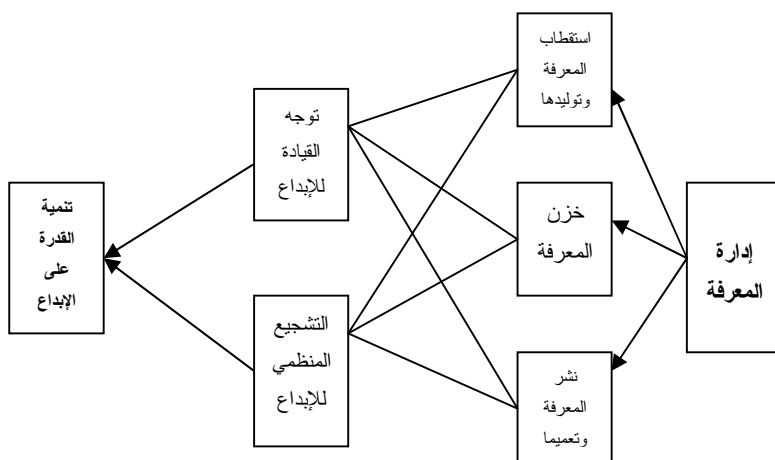 إدارة
المعرفة
استقطاب
المعرفة
وتوليدها
خزن
المعرفة
نشر
المعرفة
وتعميما
توجه
القيادة
للإبداع
التشجيع
المنظمي
للإبداع
تنمية
القدرة
على
الإبداع